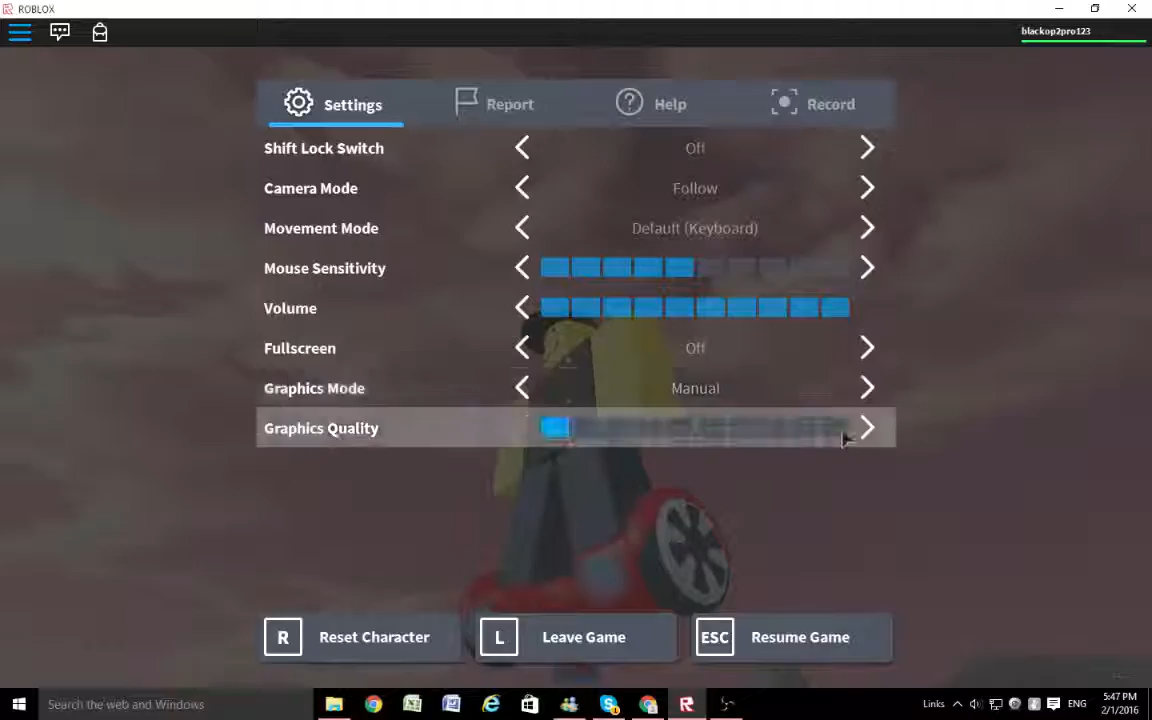 ROBLOX
blackop2pro123
Settings
Report
Help
Record
Shift Lock Switch Off
Camera Mode Follow
Movement Mode Default (Keyboard)
Mouse Sensitivity
Volume
Fullscreen Off
Graphics Mode Manual
Graphics Quality
R Reset Character
L Leave Game
ESC Resume Game
Search the web and Windows
Links
ENG
5:47 PM
2/1/2016